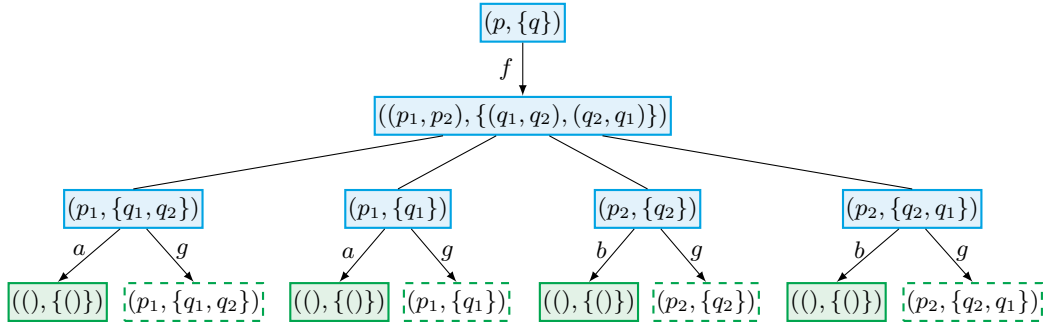 (p, {q})
f
((p₁, p₂), {(q₁, q₂), (q₂, q₁)})
(p₁, {q₁, q₂}) (p₁, {q₁}) (p₂, {q₂}) (p₂, {q₂, q₁})
a g a g b g b g
((), {()}) (p₁, {q₁, q₂}) ((), {()}) (p₁, {q₁}) ((), {()}) (p₂, {q₂}) ((), {()}) (p₂, {q₂, q₁})